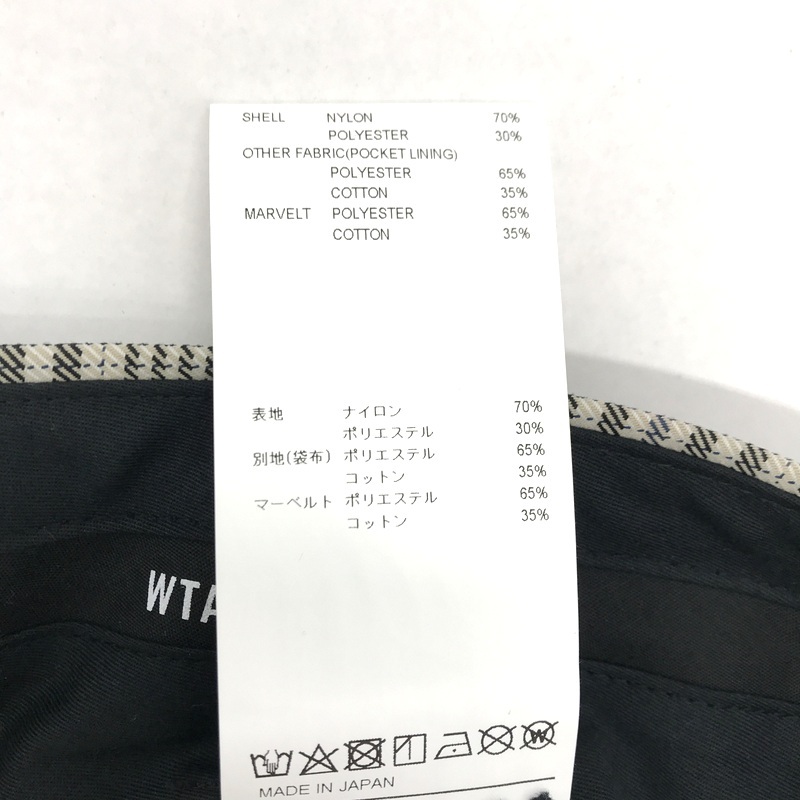 SHELL NYLON 70%
POLYESTER 30%
OTHER FABRIC(POCKET LINING)
POLYESTER 65%
COTTON 35%
MARVELT POLYESTER 65%
COTTON 35%
表地 ナイロン 70%
ポリエステル 30%
別地(袋布) ポリエステル 65%
コットン 35%
マーベルト ポリエステル 65%
コットン 35%
WTA
W
MADE IN JAPAN